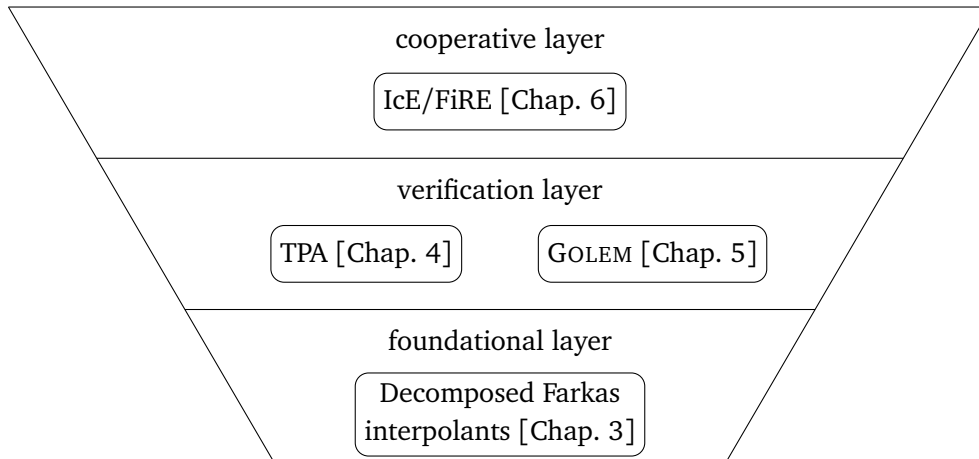 cooperative layer
IcE/FiRE [Chap. 6]
verification layer
TPA [Chap. 4]
GOLEM [Chap. 5]
foundational layer
Decomposed Farkas
interpolants [Chap. 3]